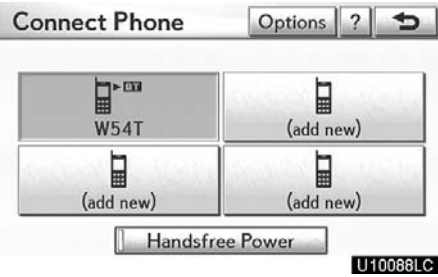 Connect Phone Options ?
BT
W54T (add new)
(add new) (add new)
Handsfree Power
U10088LC